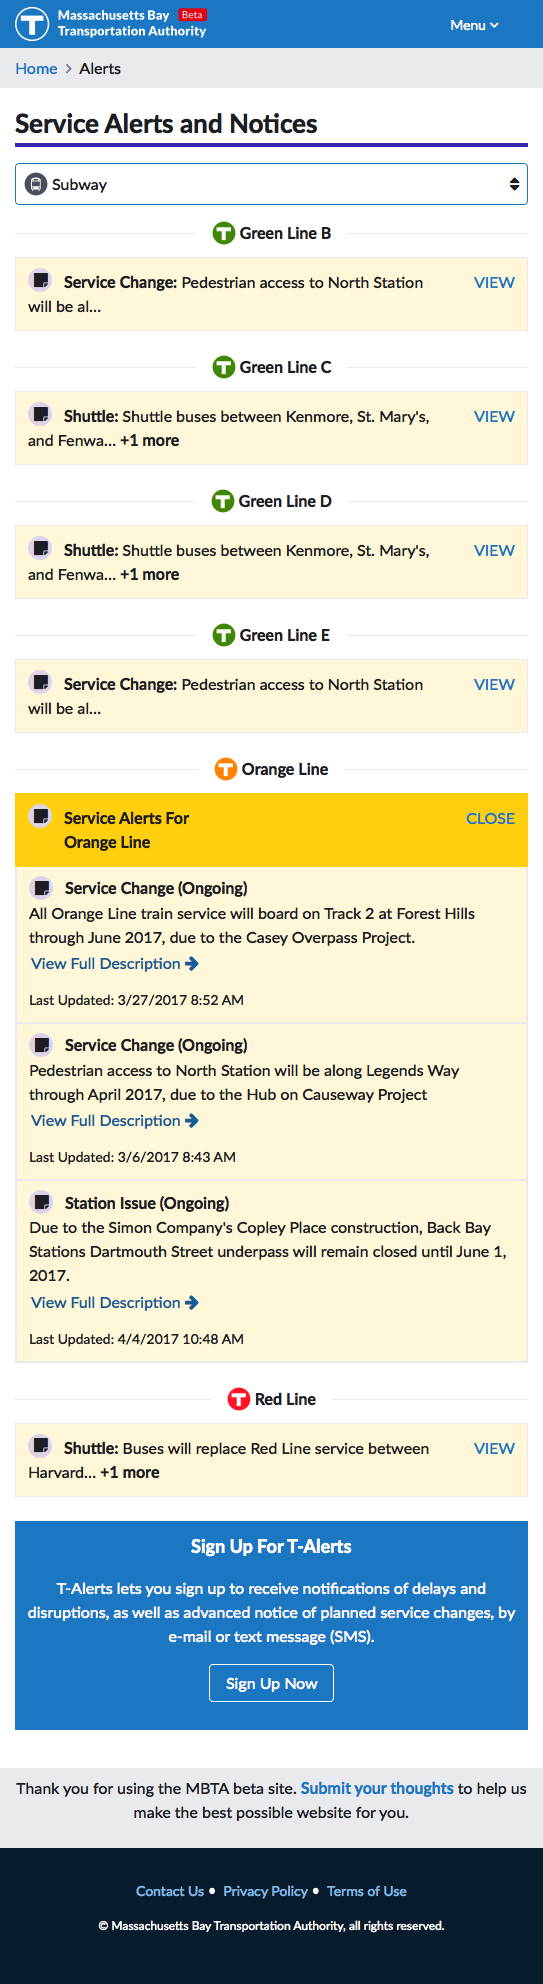 Massachusetts Bay Beta
Transportation Authority
Menu
Home > Alerts
Service Alerts and Notices
Subway
T Green Line B
Service Change: Pedestrian access to North Station VIEW
will be al...
T Green Line C
Shuttle: Shuttle buses between Kenmore, St. Mary's, VIEW
and Fenwa... +1 more
T Green Line D
Shuttle: Shuttle buses between Kenmore, St. Mary's, VIEW
and Fenwa... +1 more
T Green Line E
Service Change: Pedestrian access to North Station VIEW
will be al...
T Orange Line
Service Alerts For CLOSE
Orange Line
Service Change (Ongoing)
All Orange Line train service will board on Track 2 at Forest Hills
through June 2017, due to the Casey Overpass Project.
View Full Description
Last Updated: 3/27/2017 8:52 AM
Service Change (Ongoing)
Pedestrian access to North Station will be along Legends Way
through April 2017, due to the Hub on Causeway Project
View Full Description
Last Updated: 3/6/2017 8:43 AM
Station Issue (Ongoing)
Due to the Simon Company's Copley Place construction, Back Bay
Stations Dartmouth Street underpass will remain closed until June 1,
2017.
View Full Description
Last Updated: 4/4/2017 10:48 AM
T Red Line
Shuttle: Buses will replace Red Line service between VIEW
Harvard... +1 more
Sign Up For T-Alerts
T-Alerts lets you sign up to receive notifications of delays and
disruptions, as well as advanced notice of planned service changes, by
e-mail or text message (SMS).
Sign Up Now
Thank you for using the MBTA beta site. Submit your thoughts to help us
make the best possible website for you.
Contact Us • Privacy Policy • Terms of Use
© Massachusetts Bay Transportation Authority, all rights reserved.